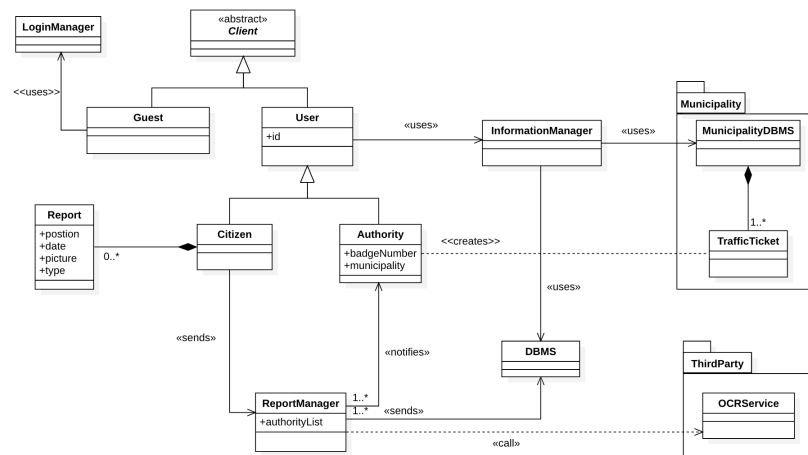 «abstract»
Client
LoginManager
<<uses>>
Guest
User
+id
«uses»
InformationManager
«uses»
Municipality
MunicipalityDBMS
1..*
TrafficTicket
Report
+postion
+date
+picture
+type
0..*
Citizen
Authority
+badgeNumber
+municipality
<<creates>>
«uses»
«sends»
«notifies»
DBMS
ThirdParty
OCRService
ReportManager
+authorityList
1..*
1..*
«sends»
«call»